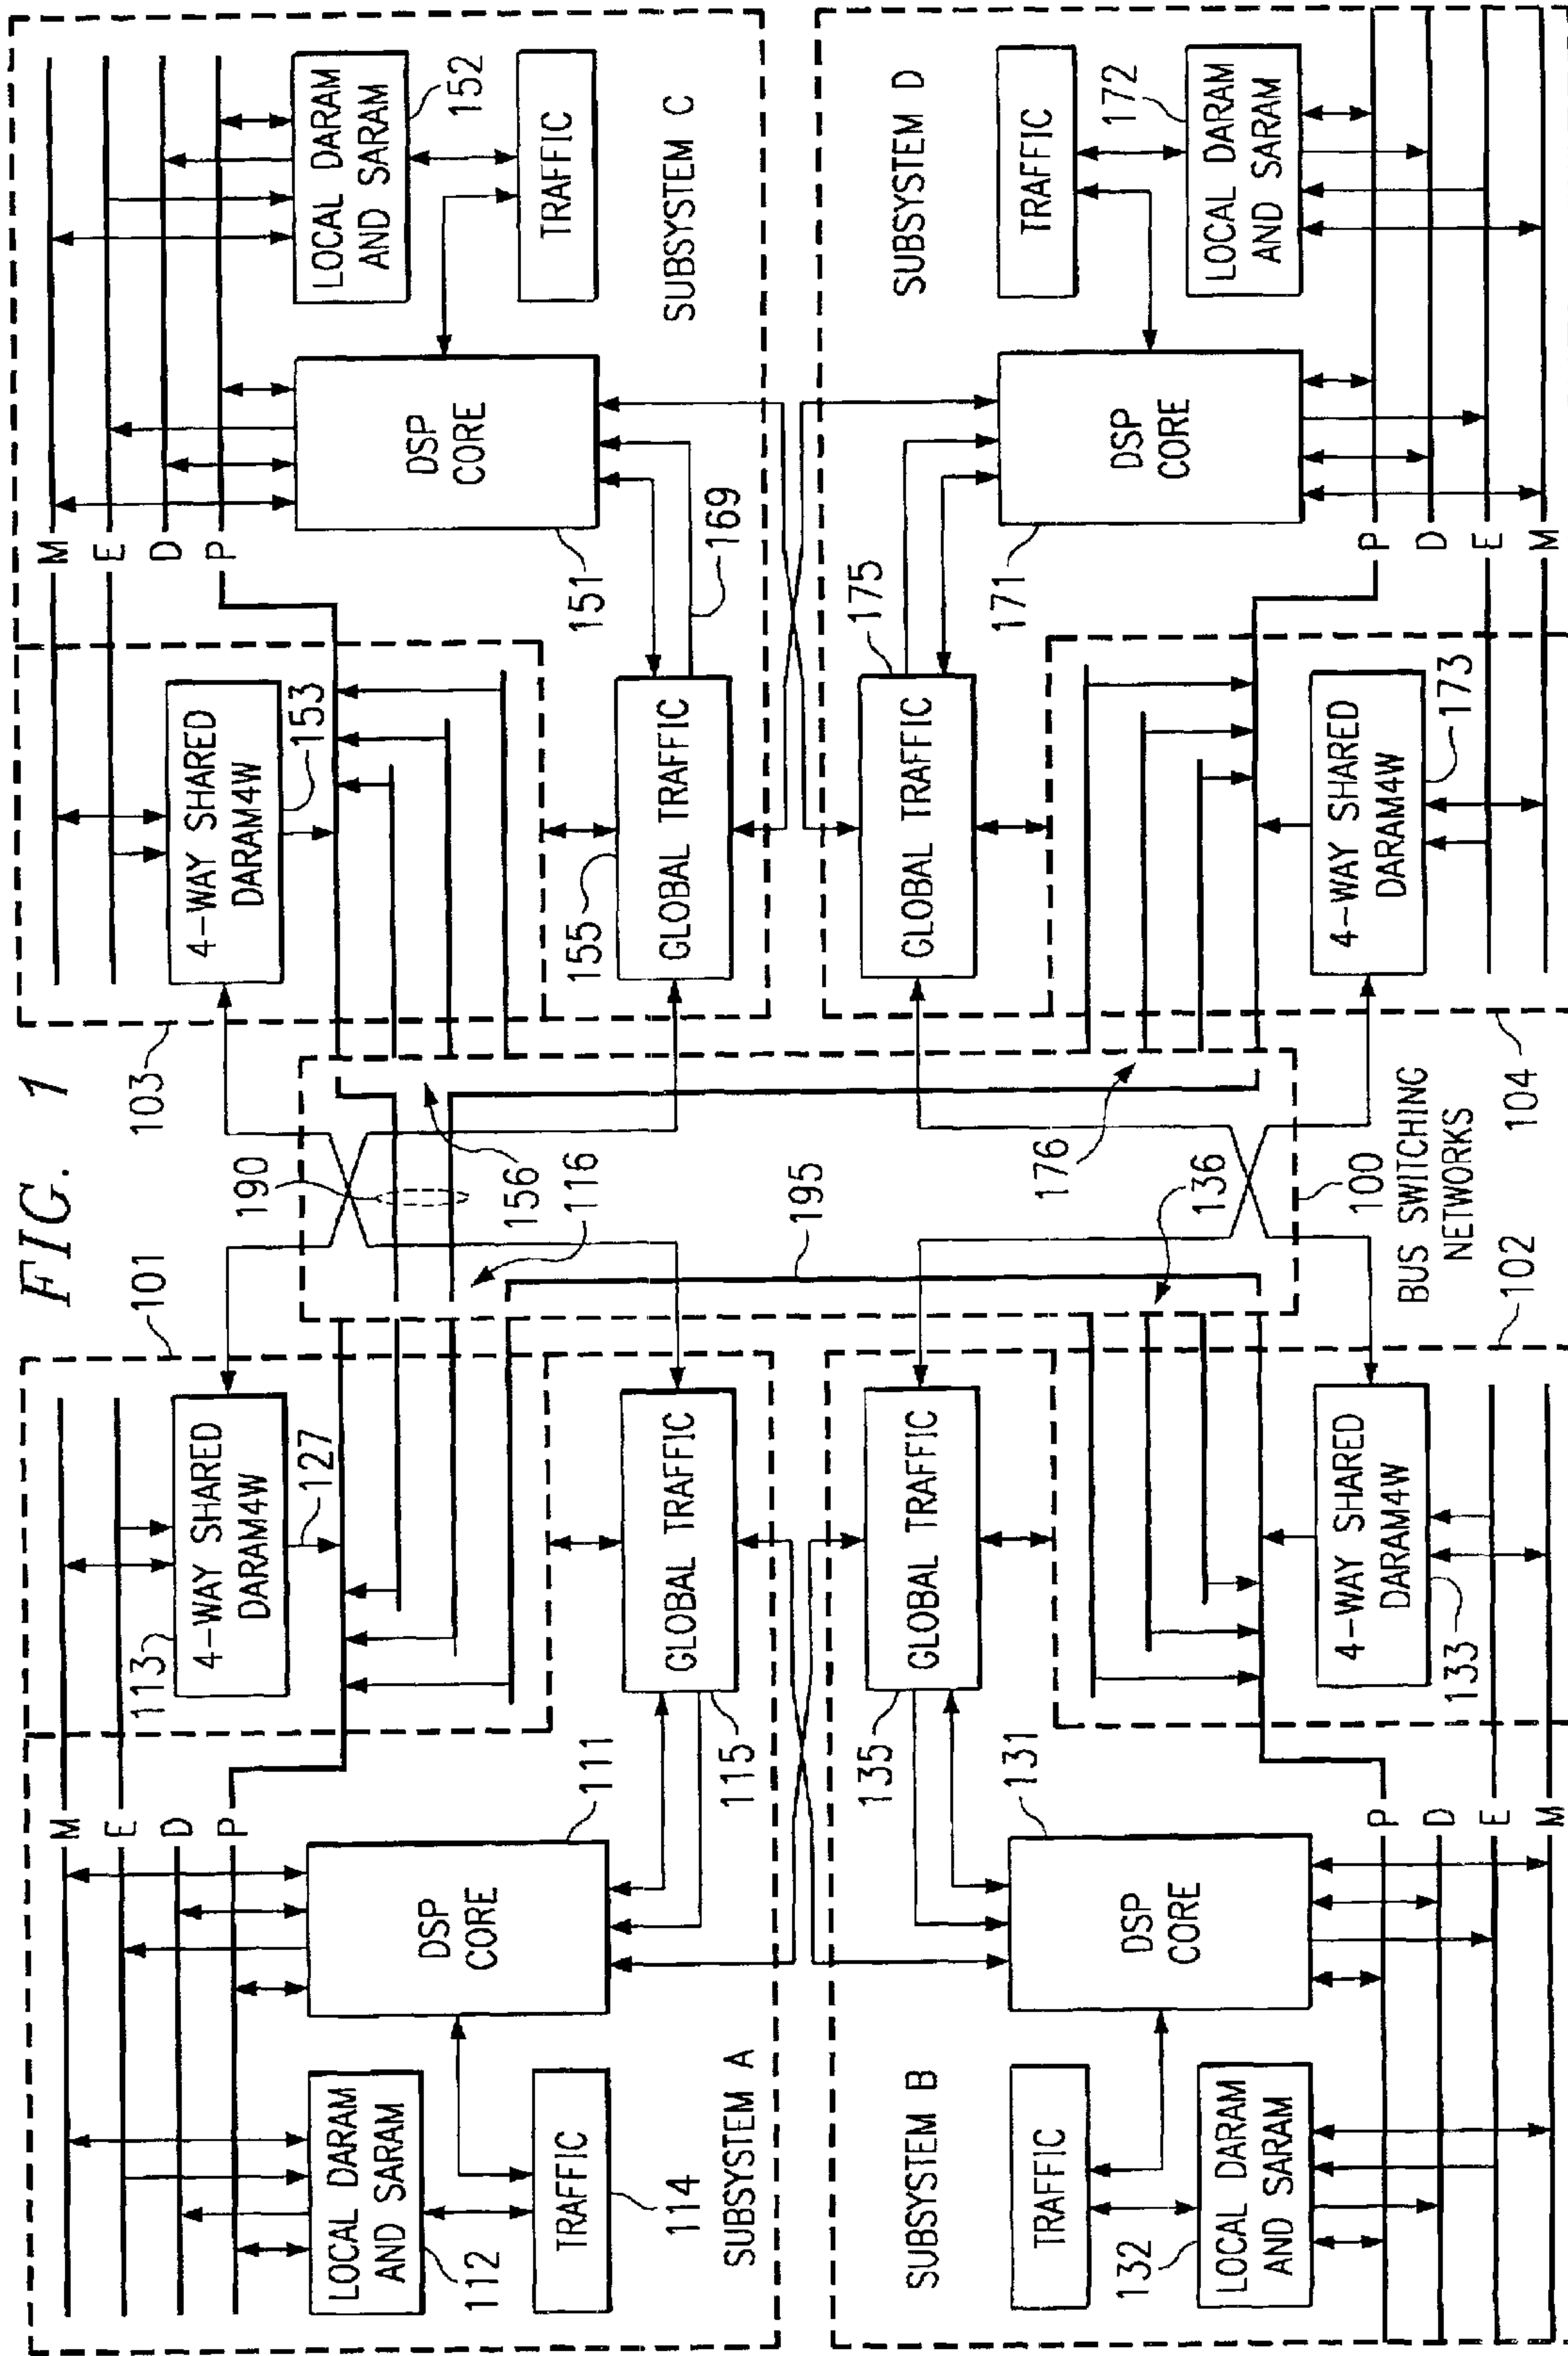 FIG. 1
101
103
M
E
D
P
LOCAL DARAM
AND SARAM
112
TRAFFIC
114
SUBSYSTEM A
DSP
CORE
111
113
4-WAY SHARED
DARAM4W
127
GLOBAL TRAFFIC
115
190
156
116
4-WAY SHARED
DARAM4W
153
155
GLOBAL TRAFFIC
169
M
E
D
P
DSP
CORE
151
LOCAL DARAM
AND SARAM
152
TRAFFIC
SUBSYSTEM C
SUBSYSTEM B
TRAFFIC
132
LOCAL DARAM
AND SARAM
DSP
CORE
131
135
GLOBAL TRAFFIC
P
D
E
M
4-WAY SHARED
DARAM4W
133
195
136
176
100
BUS SWITCHING
NETWORKS
102
104
GLOBAL TRAFFIC
175
4-WAY SHARED
DARAM4W
173
P
D
E
M
DSP
CORE
171
SUBSYSTEM D
TRAFFIC
172
LOCAL DARAM
AND SARAM